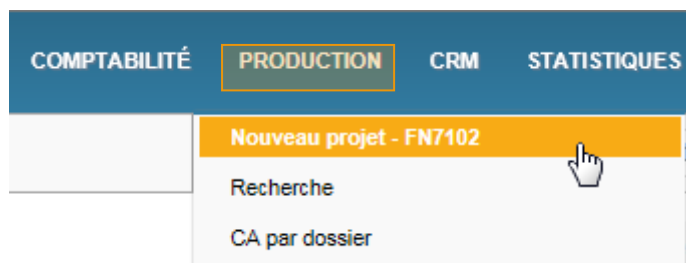 COMPTABILITÉ PRODUCTION CRM STATISTIQUES
Nouveau projet - FN7102
Recherche
CA par dossier